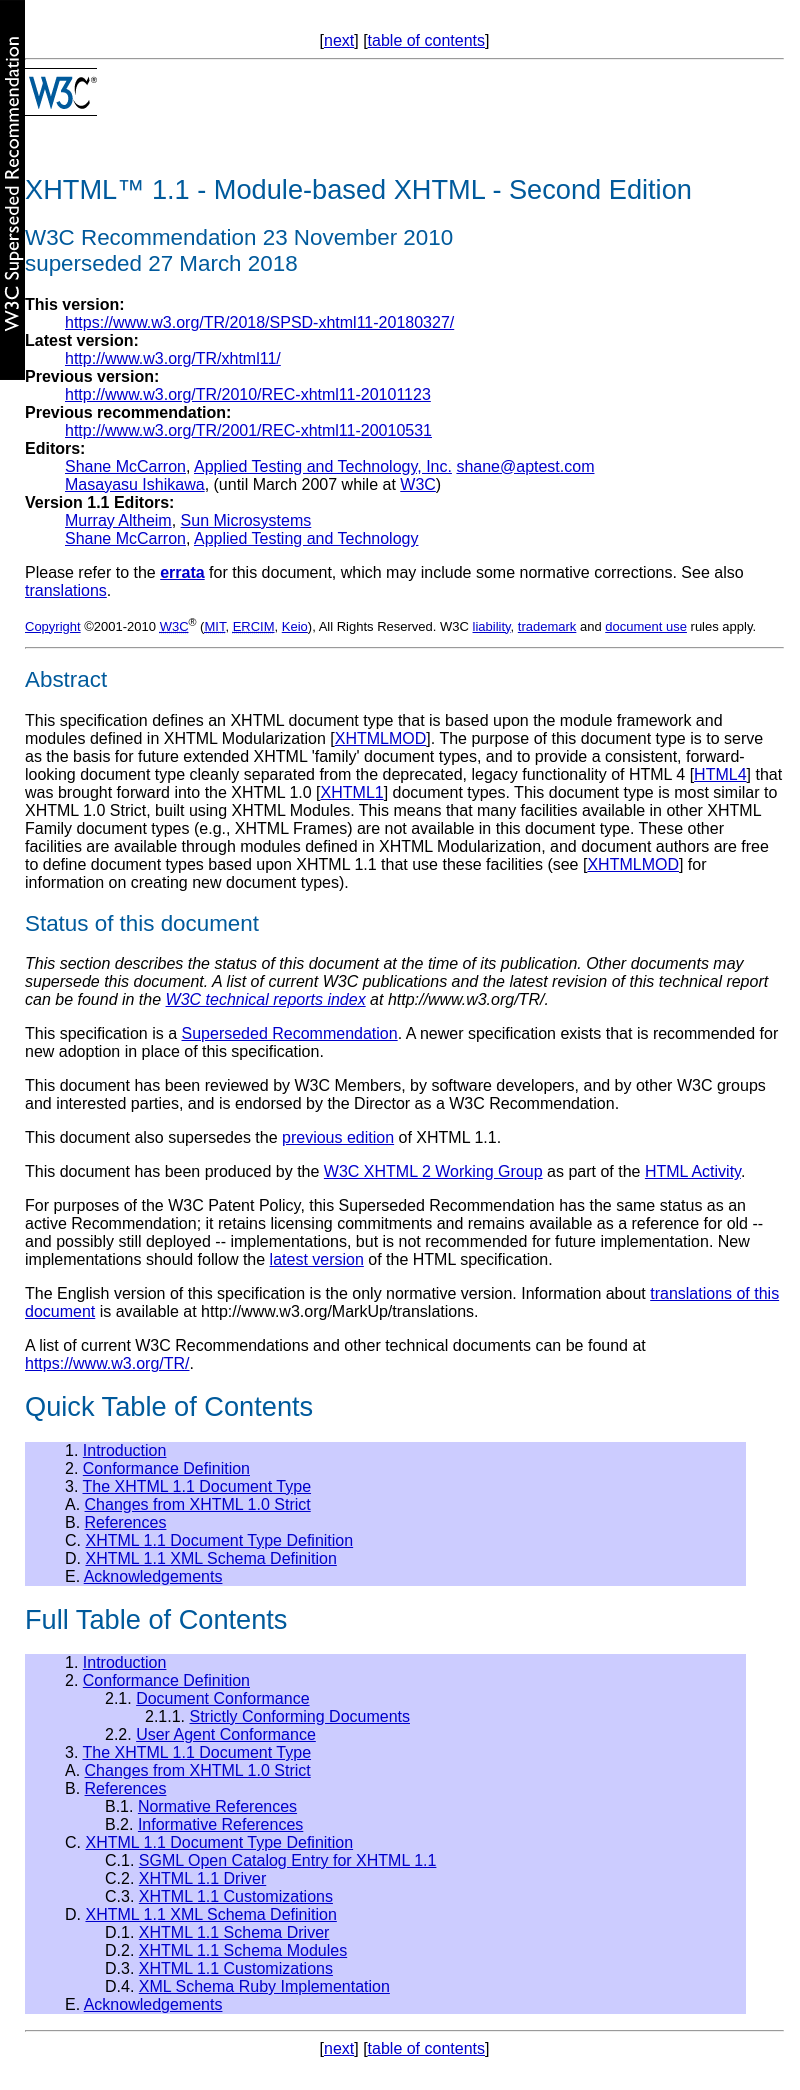 W3C Superseded Recommendation
[next] [table of contents]
W3C®
XHTML™ 1.1 - Module-based XHTML - Second Edition
W3C Recommendation 23 November 2010
superseded 27 March 2018
This version:
https://www.w3.org/TR/2018/SPSD-xhtml11-20180327/
Latest version:
http://www.w3.org/TR/xhtml11/
Previous version:
http://www.w3.org/TR/2010/REC-xhtml11-20101123
Previous recommendation:
http://www.w3.org/TR/2001/REC-xhtml11-20010531
Editors:
Shane McCarron, Applied Testing and Technology, Inc. shane@aptest.com
Masayasu Ishikawa, (until March 2007 while at W3C)
Version 1.1 Editors:
Murray Altheim, Sun Microsystems
Shane McCarron, Applied Testing and Technology
Please refer to the errata for this document, which may include some normative corrections. See also
translations.
Copyright ©2001-2010 W3C® (MIT, ERCIM, Keio), All Rights Reserved. W3C liability, trademark and document use rules apply.
Abstract
This specification defines an XHTML document type that is based upon the module framework and
modules defined in XHTML Modularization [XHTMLMOD]. The purpose of this document type is to serve
as the basis for future extended XHTML 'family' document types, and to provide a consistent, forward-
looking document type cleanly separated from the deprecated, legacy functionality of HTML 4 [HTML4] that
was brought forward into the XHTML 1.0 [XHTML1] document types. This document type is most similar to
XHTML 1.0 Strict, built using XHTML Modules. This means that many facilities available in other XHTML
Family document types (e.g., XHTML Frames) are not available in this document type. These other
facilities are available through modules defined in XHTML Modularization, and document authors are free
to define document types based upon XHTML 1.1 that use these facilities (see [XHTMLMOD] for
information on creating new document types).
Status of this document
This section describes the status of this document at the time of its publication. Other documents may
supersede this document. A list of current W3C publications and the latest revision of this technical report
can be found in the W3C technical reports index at http://www.w3.org/TR/.
This specification is a Superseded Recommendation. A newer specification exists that is recommended for
new adoption in place of this specification.
This document has been reviewed by W3C Members, by software developers, and by other W3C groups
and interested parties, and is endorsed by the Director as a W3C Recommendation.
This document also supersedes the previous edition of XHTML 1.1.
This document has been produced by the W3C XHTML 2 Working Group as part of the HTML Activity.
For purposes of the W3C Patent Policy, this Superseded Recommendation has the same status as an
active Recommendation; it retains licensing commitments and remains available as a reference for old --
and possibly still deployed -- implementations, but is not recommended for future implementation. New
implementations should follow the latest version of the HTML specification.
The English version of this specification is the only normative version. Information about translations of this
document is available at http://www.w3.org/MarkUp/translations.
A list of current W3C Recommendations and other technical documents can be found at
https://www.w3.org/TR/.
Quick Table of Contents
1. Introduction
2. Conformance Definition
3. The XHTML 1.1 Document Type
A. Changes from XHTML 1.0 Strict
B. References
C. XHTML 1.1 Document Type Definition
D. XHTML 1.1 XML Schema Definition
E. Acknowledgements
Full Table of Contents
1. Introduction
2. Conformance Definition
2.1. Document Conformance
2.1.1. Strictly Conforming Documents
2.2. User Agent Conformance
3. The XHTML 1.1 Document Type
A. Changes from XHTML 1.0 Strict
B. References
B.1. Normative References
B.2. Informative References
C. XHTML 1.1 Document Type Definition
C.1. SGML Open Catalog Entry for XHTML 1.1
C.2. XHTML 1.1 Driver
C.3. XHTML 1.1 Customizations
D. XHTML 1.1 XML Schema Definition
D.1. XHTML 1.1 Schema Driver
D.2. XHTML 1.1 Schema Modules
D.3. XHTML 1.1 Customizations
D.4. XML Schema Ruby Implementation
E. Acknowledgements
[next] [table of contents]